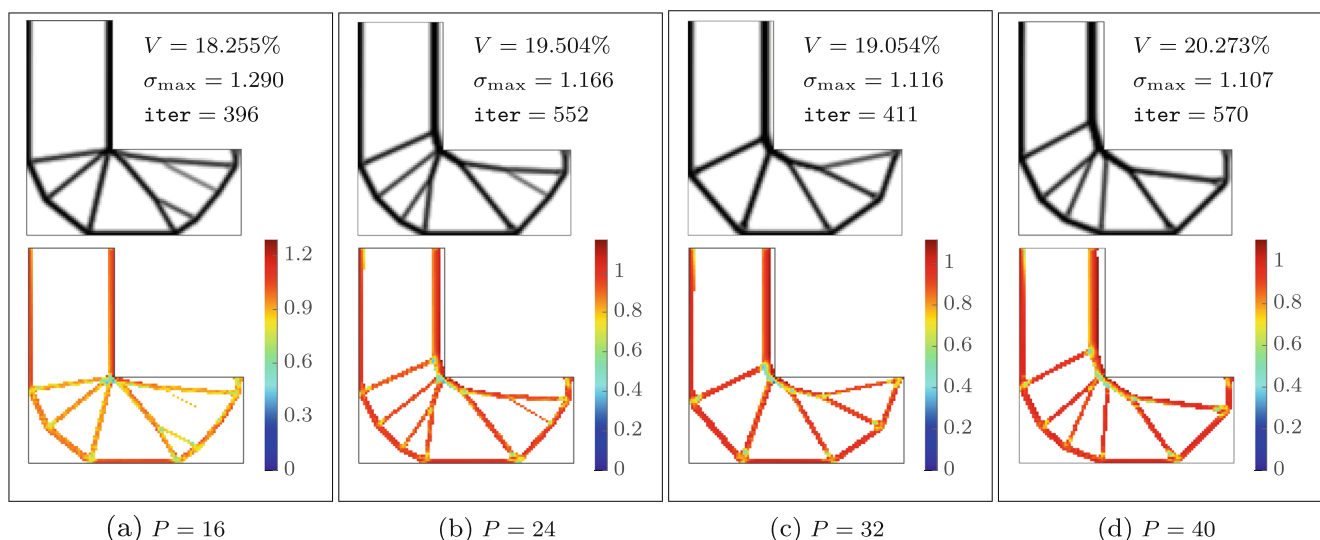 V = 18.255%
σmax = 1.290
iter = 396
1.2
0.9
0.6
0.3
0
(a) P = 16
V = 19.504%
σmax = 1.166
iter = 552
1
0.8
0.6
0.4
0.2
0
(b) P = 24
V = 19.054%
σmax = 1.116
iter = 411
1
0.8
0.6
0.4
0.2
0
(c) P = 32
V = 20.273%
σmax = 1.107
iter = 570
1
0.8
0.6
0.4
0.2
0
(d) P = 40